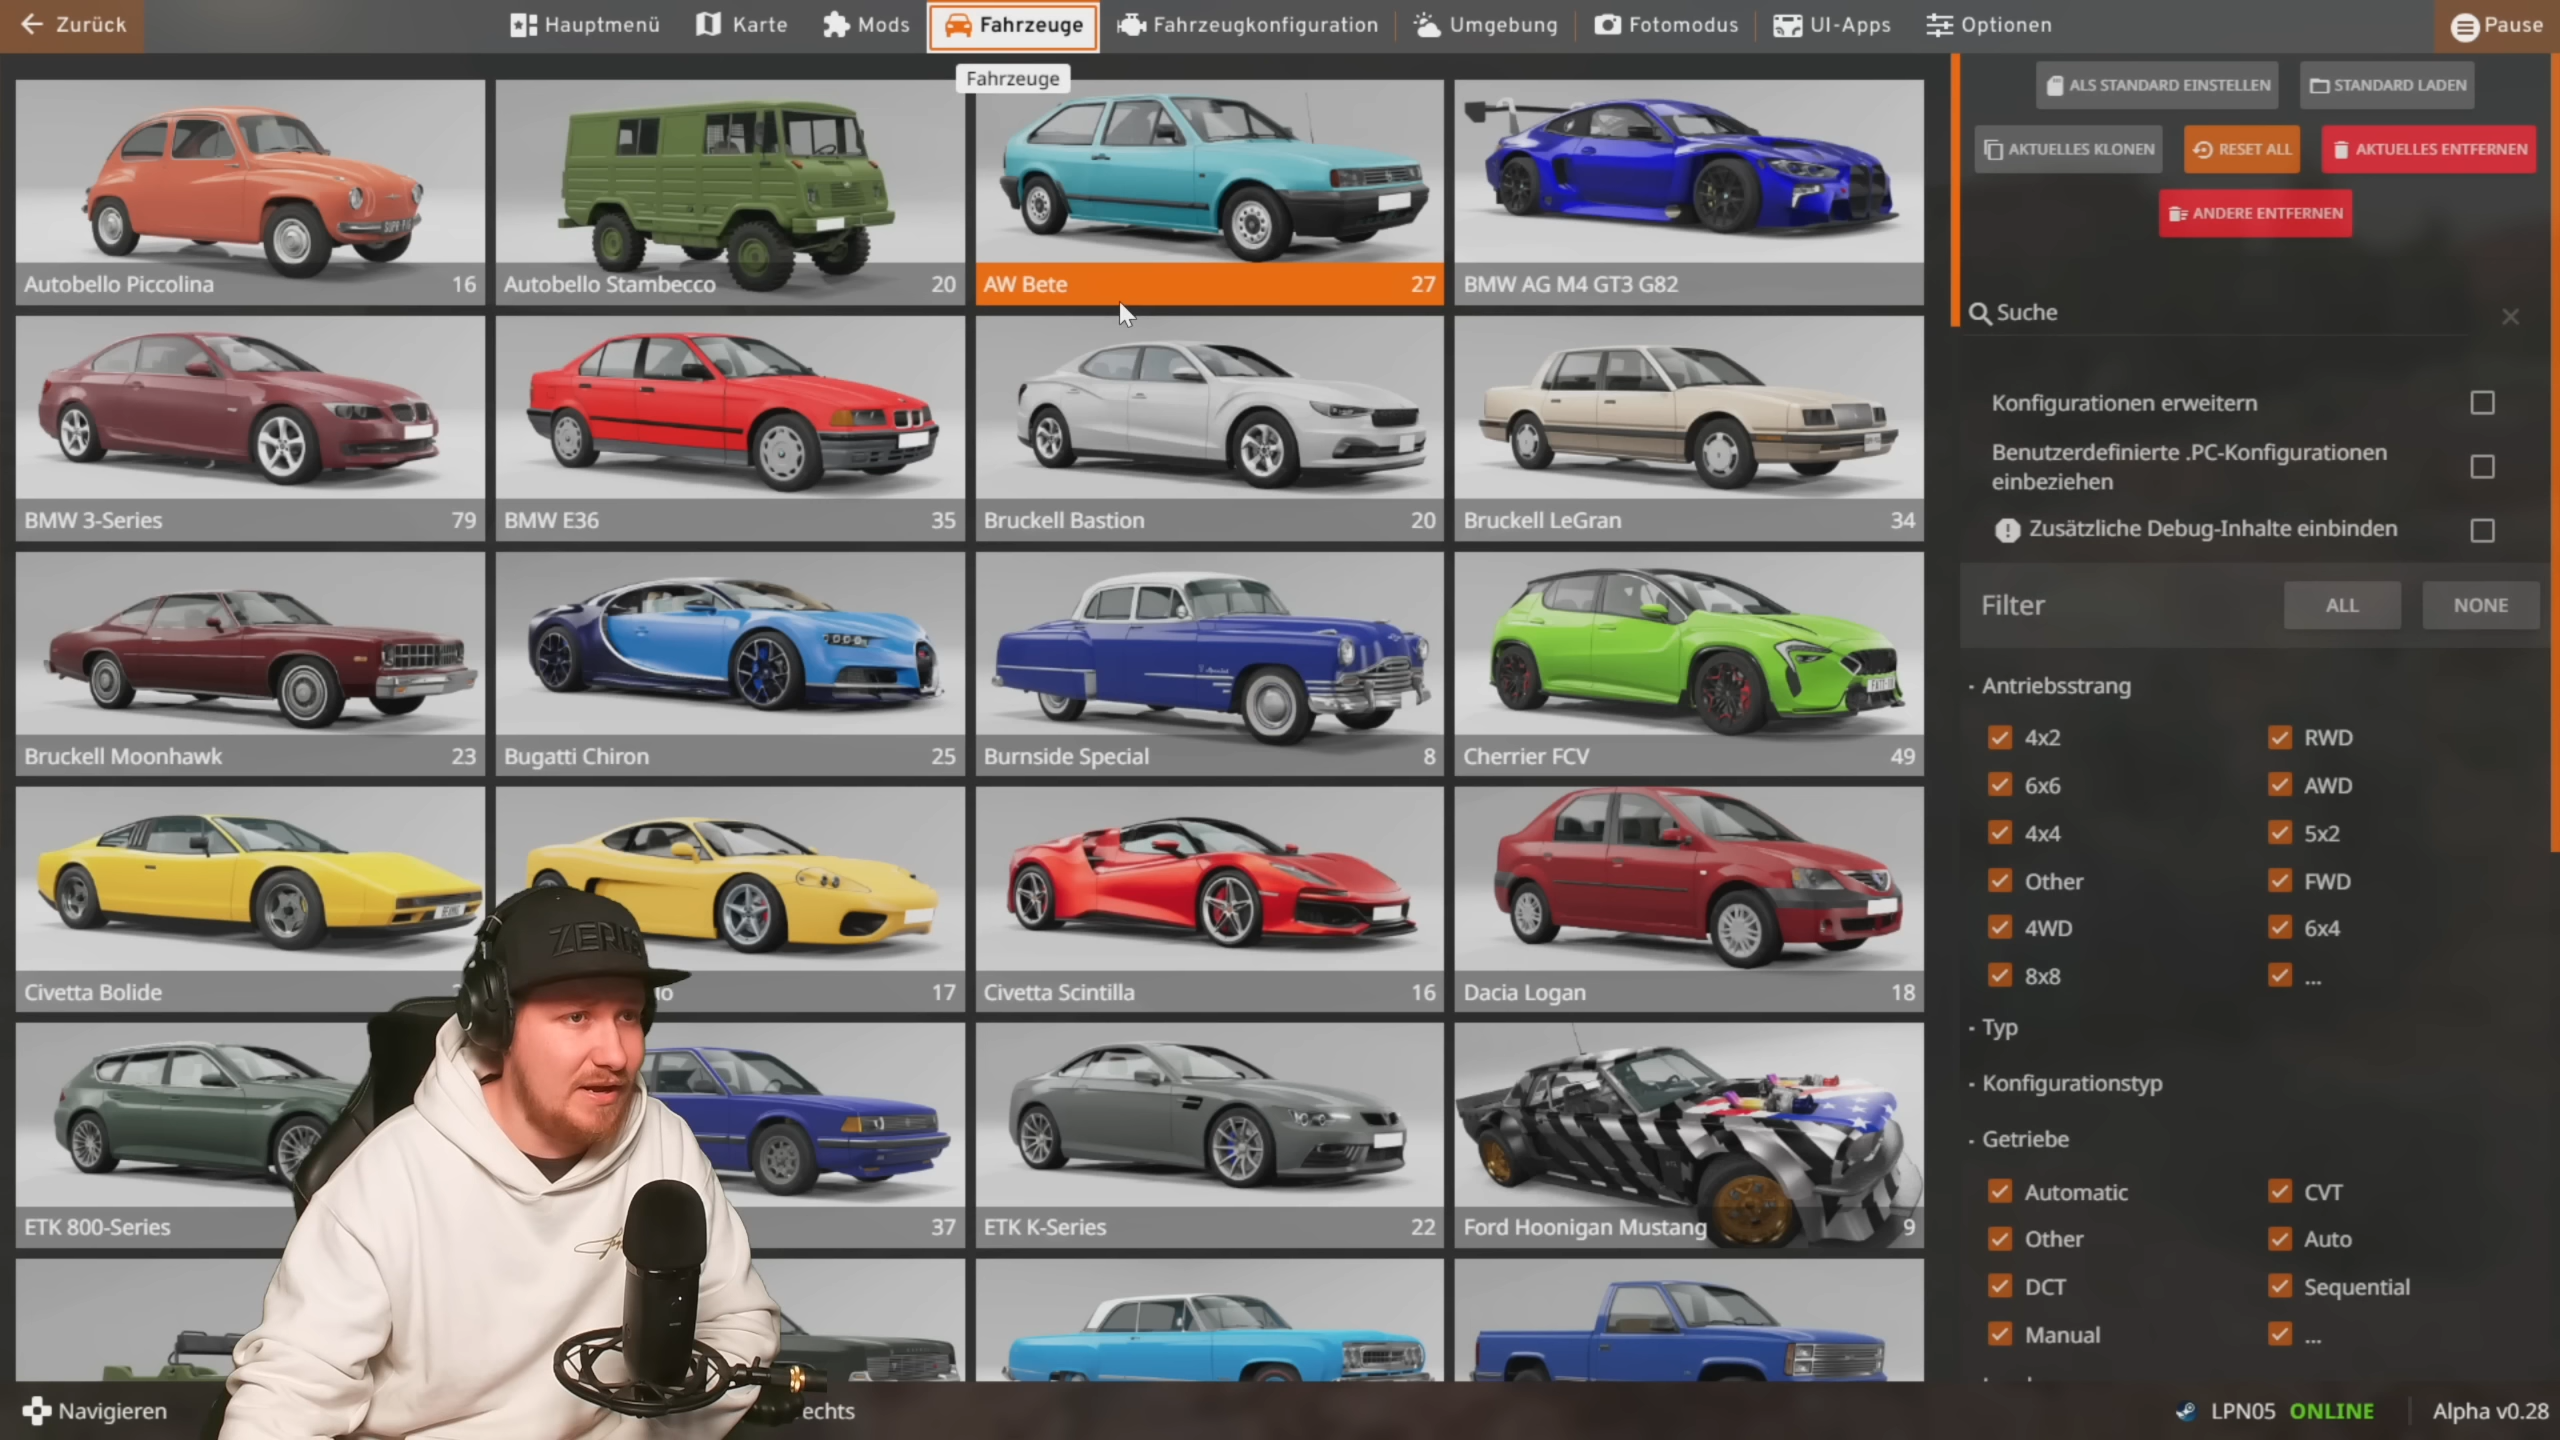 Zurück
Hauptmenü
Karte
Mods
Fahrzeuge
Fahrzeugkonfiguration
Umgebung
Fotomodus
UI-Apps
Optionen
Pause
Fahrzeuge
Autobello Piccolina 16
Autobello Stambecco 20
AW Bete 27
BMW AG M4 GT3 G82
BMW 3-Series 79
BMW E36 35
Bruckell Bastion 20
Bruckell LeGran 34
Bruckell Moonhawk 23
Bugatti Chiron 25
Burnside Special 8
Cherrier FCV 49
Civetta Bolide
17
Civetta Scintilla 16
Dacia Logan 18
ETK 800-Series
37
ETK K-Series 22
Ford Hoonigan Mustang 9
ALS STANDARD EINSTELLEN
STANDARD LADEN
AKTUELLES KLONEN
RESET ALL
AKTUELLES ENTFERNEN
ANDERE ENTFERNEN
Suche
Konfigurationen erweitern
Benutzerdefinierte .PC-Konfigurationen
einbeziehen
Zusätzliche Debug-Inhalte einbinden
Filter
ALL
NONE
- Antriebsstrang
4x2
RWD
6x6
AWD
4x4
5x2
Other
FWD
4WD
6x4
8x8
...
- Typ
- Konfigurationstyp
- Getriebe
Automatic
CVT
Other
Auto
DCT
Sequential
Manual
...
Navigieren
LPN05 ONLINE
Alpha v0.28